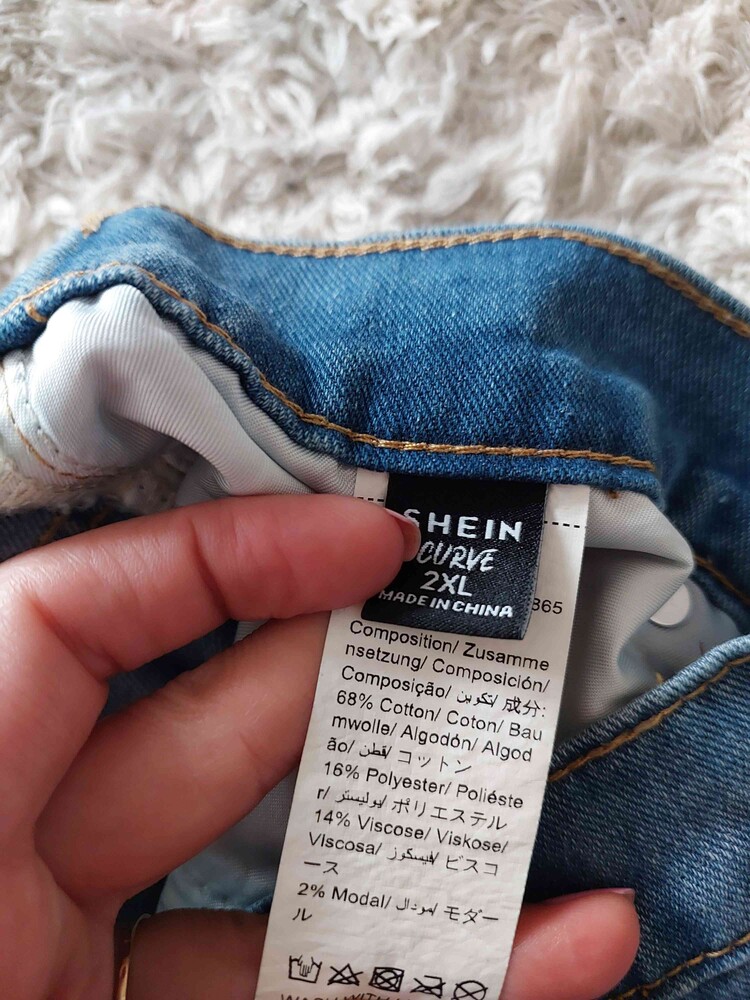 SHEIN
CURVE
2XL
MADE IN CHINA
365
Composition/ Zusamme
nsetzung/ Composición/
Composição/ تكوين/ 成分:
68% Cotton/ Coton/ Bau
mwolle/ Algodón/ Algod
ão/ قطن/ コットン
16% Polyester/ Poliéste
r/ بوليستر/ ポリエステル
14% Viscose/ Viskose/
Viscosa/ فيسكوز/ ビスコ
ース
2% Modal/ مودال/ モダー
ル